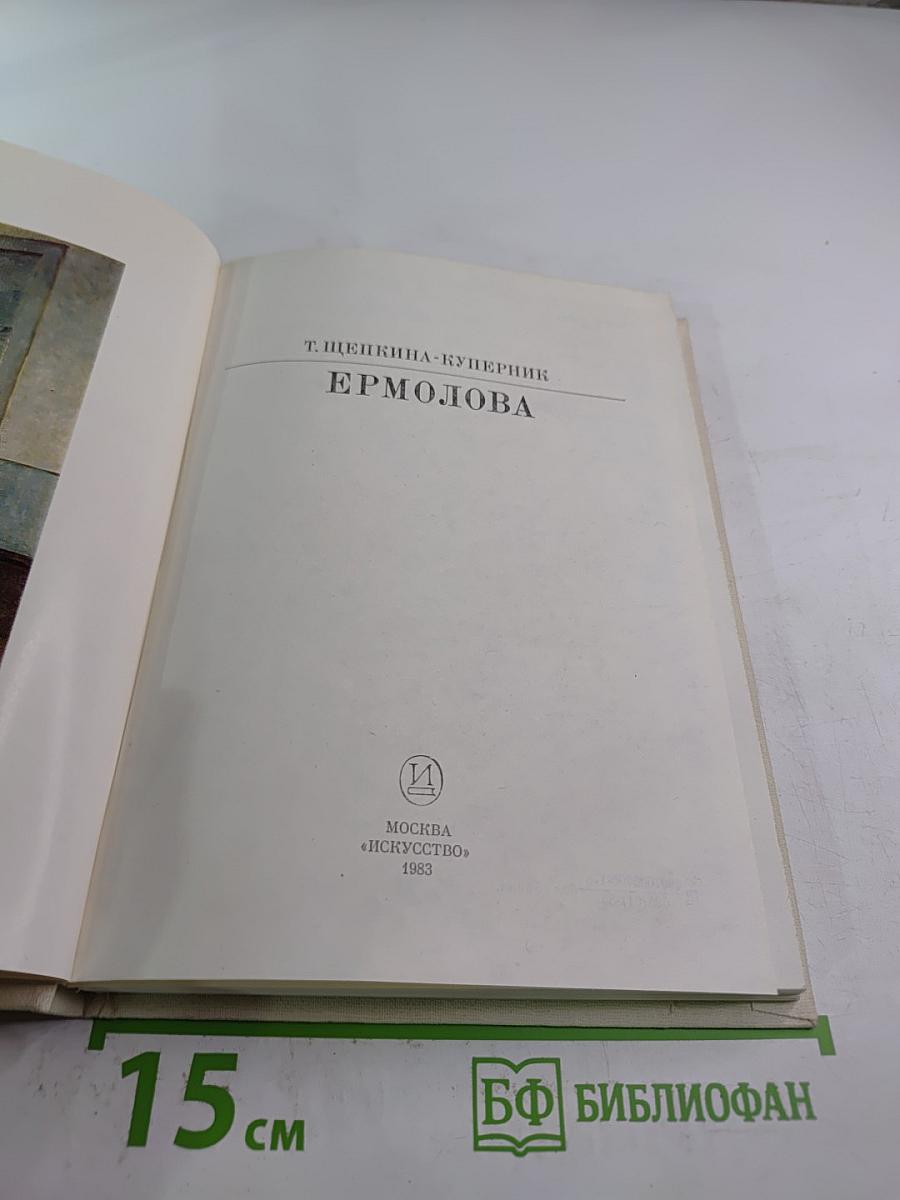 Т. ЩЕПКИНА-КУПЕРНИК
ЕРМОЛОВА
И
МОСКВА
«ИСКУССТВО»
1983
15 см
БФ БИБЛИОФАН